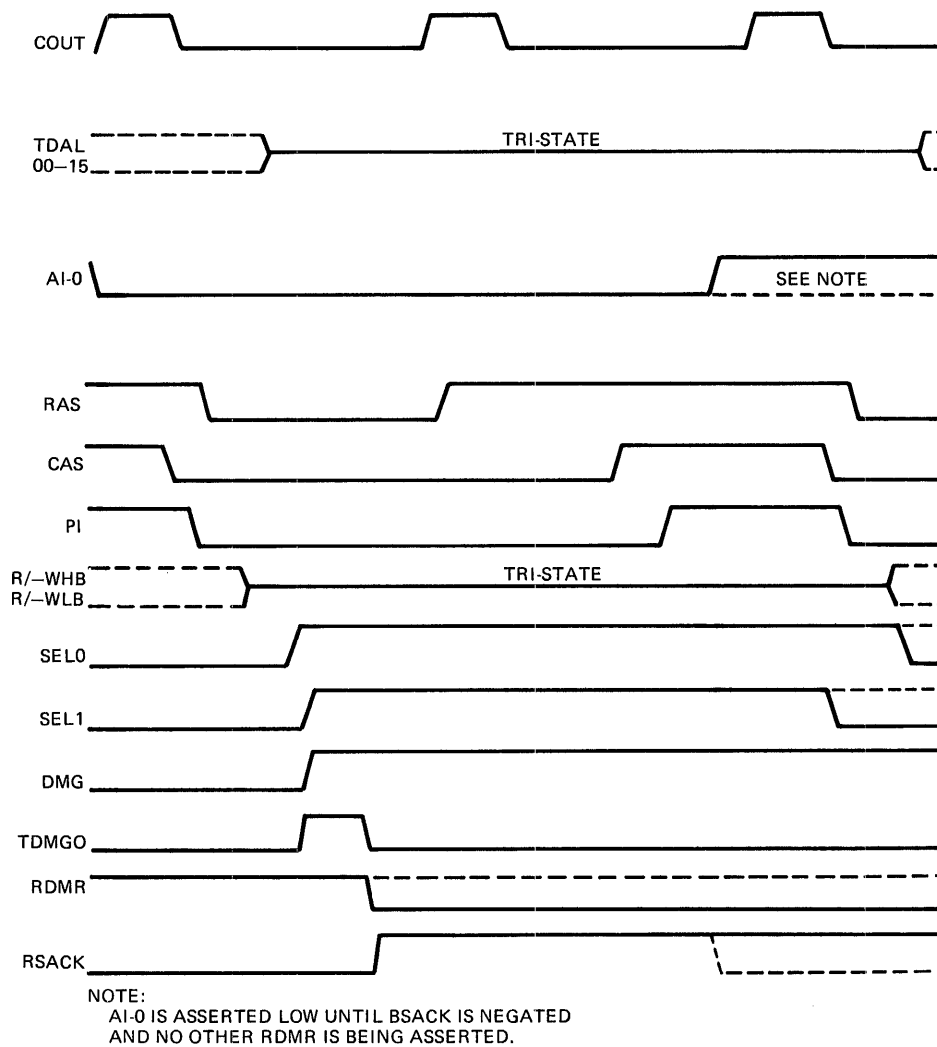 COUT
TDAL
00—15
TRI-STATE
AI-0
SEE NOTE
RAS
CAS
PI
R/—WHB
R/—WLB
TRI-STATE
SEL0
SEL1
DMG
TDMGO
RDMR
RSACK
NOTE:
AI-0 IS ASSERTED LOW UNTIL BSACK IS NEGATED
AND NO OTHER RDMR IS BEING ASSERTED.